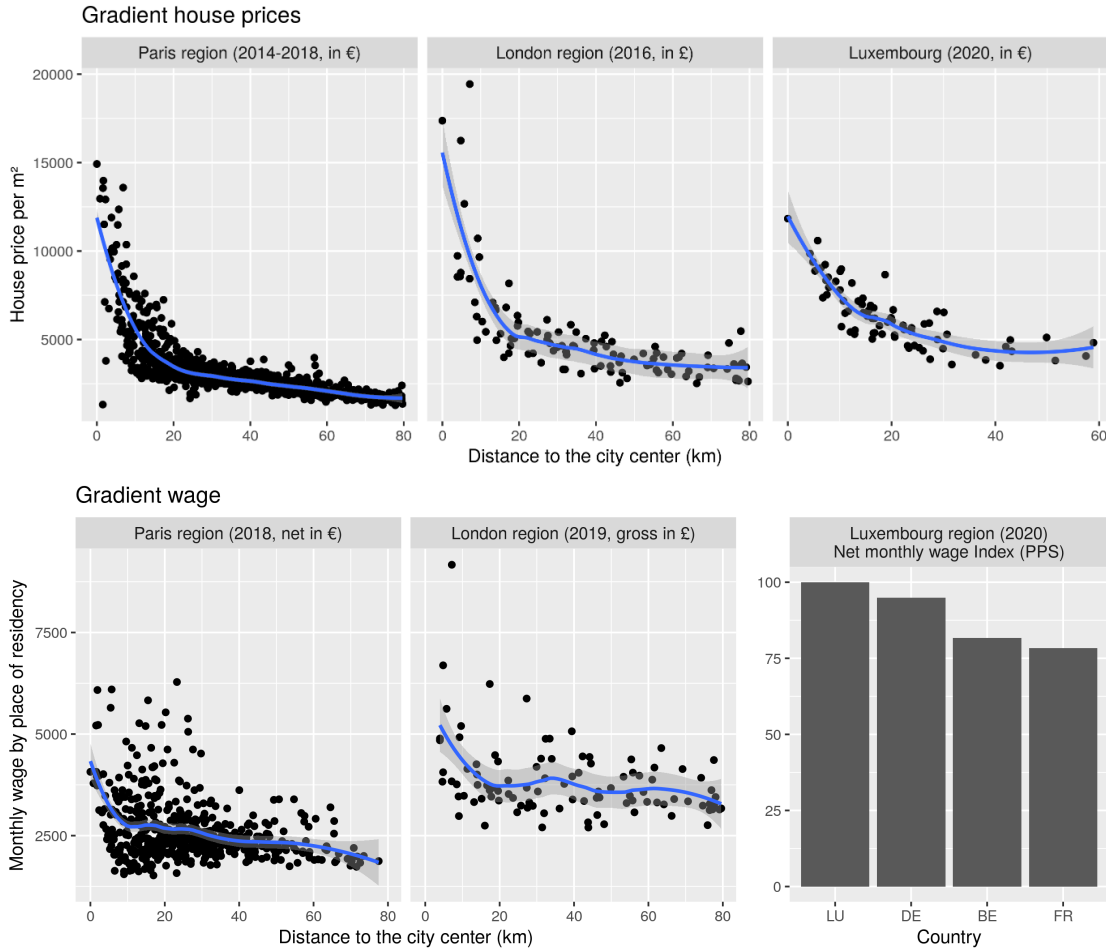 Gradient house prices
Paris region (2014-2018, in €)
London region (2016, in £)
Luxembourg (2020, in €)
House price per m²
20000
15000
10000
5000
0 20 40 60 80
0 20 40 60 80
0 20 40 60
Distance to the city center (km)
Gradient wage
Paris region (2018, net in €)
London region (2019, gross in £)
Luxembourg region (2020)
Net monthly wage Index (PPS)
Monthly wage by place of residency
7500
5000
2500
100
75
50
25
0
0 20 40 60 80
0 20 40 60 80
LU DE BE FR
Distance to the city center (km)
Country